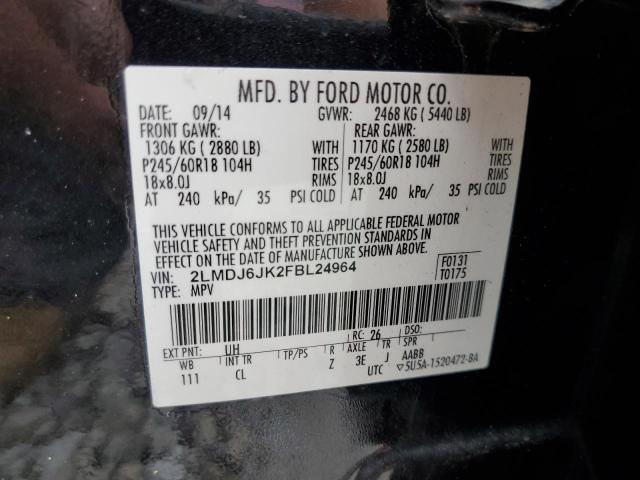 MFD. BY FORD MOTOR CO.
DATE: 09/14 GVWR: 2468 KG ( 5440 LB)
FRONT GAWR: REAR GAWR:
1306 KG ( 2880 LB) WITH 1170 KG ( 2580 LB) WITH
P245/60R18 104H TIRES P245/60R18 104H TIRES
18x8.0J RIMS 18x8.0J RIMS
AT 240 kPa/ 35 PSI COLD AT 240 kPa/ 35 PSI COLD
THIS VEHICLE CONFORMS TO ALL APPLICABLE FEDERAL MOTOR
VEHICLE SAFETY AND THEFT PREVENTION STANDARDS IN
EFFECT ON THE DATE OF MANUFACTURE SHOWN ABOVE.
VIN: 2LMDJ6JK2FBL24964 F0131
TYPE: MPV T0175
EXT PNT: UH RC: 26 DSO:
WB INT TR TP/PS R AXLE TR SPR
111 CL Z 3E J AABB
UTC ▽5U5A-1520472-BA